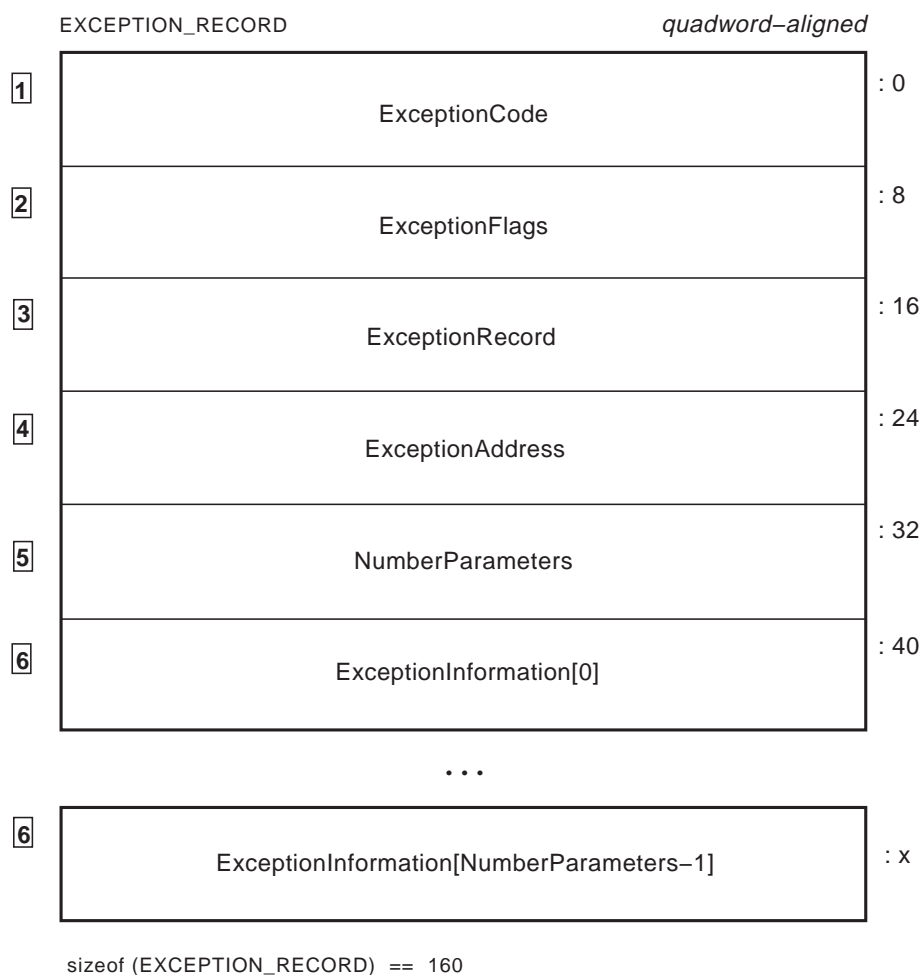 EXCEPTION_RECORD quadword–aligned
1 : 0
ExceptionCode
2 : 8
ExceptionFlags
3 : 16
ExceptionRecord
4 : 24
ExceptionAddress
5 : 32
NumberParameters
6 : 40
ExceptionInformation[0]
. . .
6
ExceptionInformation[NumberParameters–1] : x
sizeof (EXCEPTION_RECORD) == 160